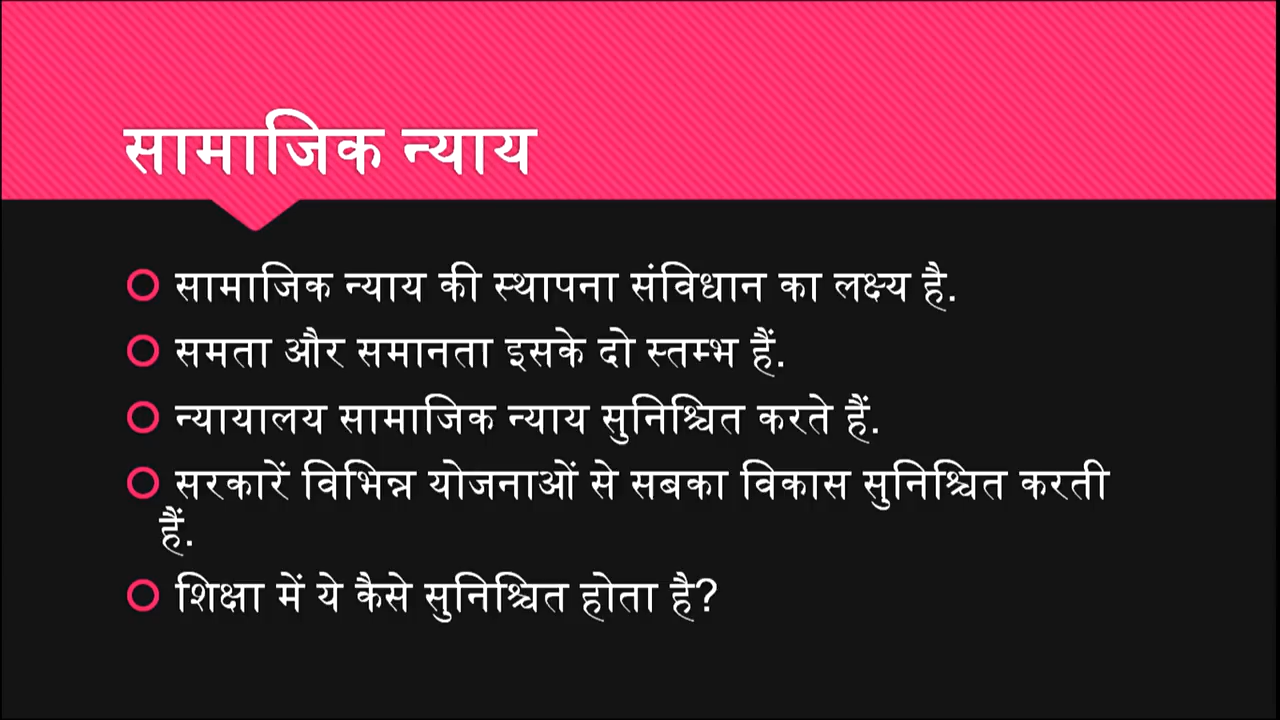 सामाजिक न्याय
सामाजिक न्याय की स्थापना संविधान का लक्ष्य है.
समता और समानता इसके दो स्तम्भ हैं.
न्यायालय सामाजिक न्याय सुनिश्चित करते हैं.
सरकारें विभिन्न योजनाओं से सबका विकास सुनिश्चित करती
हैं.
शिक्षा में ये कैसे सुनिश्चित होता है?